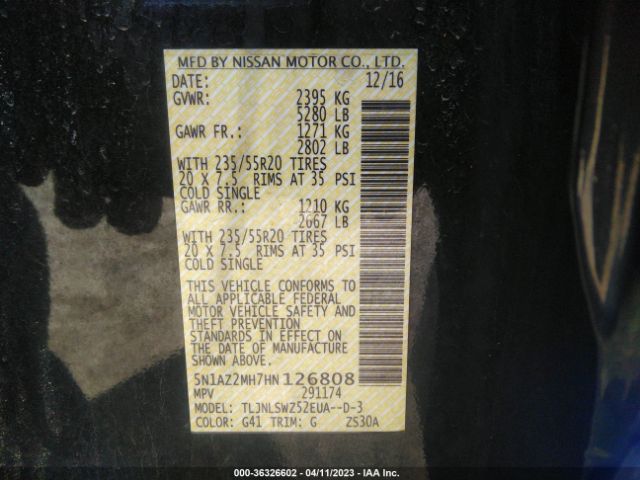 MFD BY NISSAN MOTOR CO., LTD.
DATE: 12/16
GVWR: 2395 KG
5280 LB
GAWR FR.: 1271 KG
2802 LB
WITH 235/55R20 TIRES
20 X 7.5 RIMS AT 35 PSI
COLD SINGLE
GAWR RR.: 1210 KG
2667 LB
WITH 235/55R20 TIRES
20 X 7.5 RIMS AT 35 PSI
COLD SINGLE
THIS VEHICLE CONFORMS TO
ALL APPLICABLE FEDERAL
MOTOR VEHICLE SAFETY AND
THEFT PREVENTION
STANDARDS IN EFFECT ON
THE DATE OF MANUFACTURE
SHOWN ABOVE.
5N1AZ2MH7HN126808
MPV 291174
MODEL: TLJNLSWZ52EUA--D-3
COLOR: G41 TRIM: G ZS30A
000-36326602 - 04/11/2023 - IAA Inc.